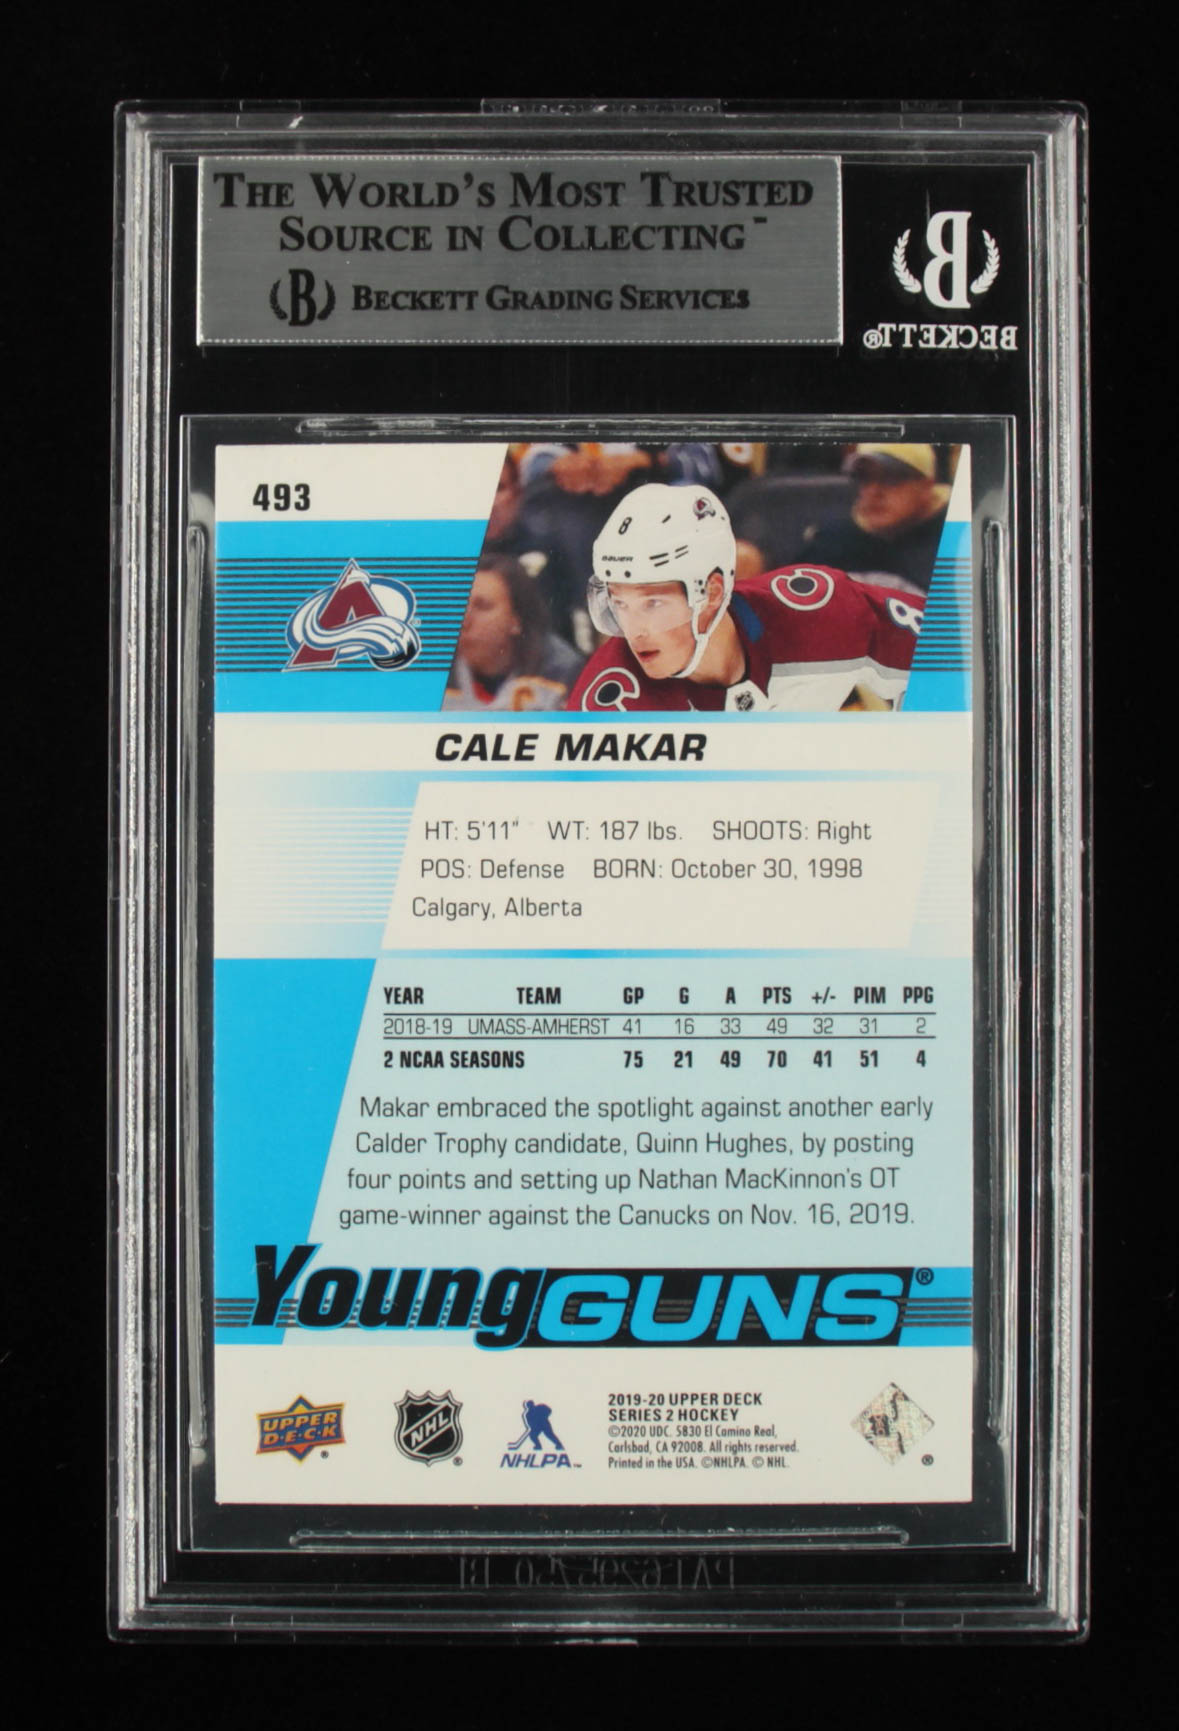 THE WORLD'S MOST TRUSTED
SOURCE IN COLLECTING
B BECKETT GRADING SERVICES
B
BECKETT®
493
8
BAUER
8
CALE MAKAR
HT: 5'11" WT: 187 lbs. SHOOTS: Right
POS: Defense BORN: October 30, 1998
Calgary, Alberta
YEAR TEAM GP G A PTS +/- PIM PPG
2018-19 UMASS-AMHERST 41 16 33 49 32 31 2
2 NCAA SEASONS 75 21 49 70 41 51 4
Makar embraced the spotlight against another early
Calder Trophy candidate, Quinn Hughes, by posting
four points and setting up Nathan MacKinnon's OT
game-winner against the Canucks on Nov. 16, 2019.
Young GUNS®
UPPER
D·E·C·K®
NHL®
NHLPA™
2019-20 UPPER DECK
SERIES 2 HOCKEY
©2020 UDC. 5830 El Camino Real,
Carlsbad, CA 92008. All rights reserved.
Printed in the USA. ©NHLPA. © NHL.
®